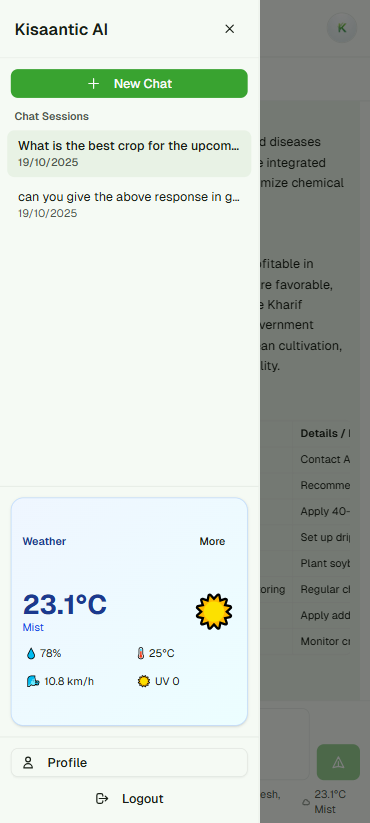 Kisaantic AI
K
New Chat
Chat Sessions
What is the best crop for the upcom...
19/10/2025
can you give the above response in g...
19/10/2025
d diseases
integrated
mize chemical
ofitable in
re favorable,
Kharif
vernment
an cultivation,
lity.
Details /
Contact A
Recomme
Apply 40-
Set up drip
Plant soyb
oring Regular ch
Apply add
Monitor cr
Weather
More
23.1°C
Mist
78%
25°C
10.8 km/h
UV 0
Profile
Logout
esh,
23.1°C
Mist